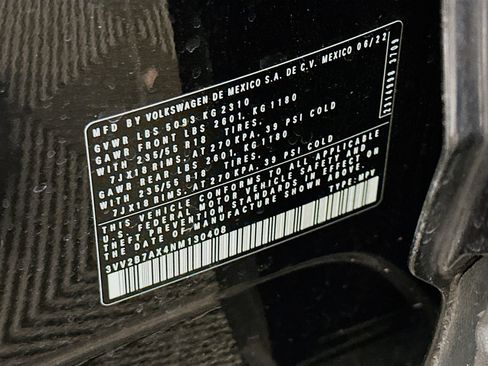 MFD BY VOLKSWAGEN DE MEXICO S.A. DE C.V. MEXICO 06/22
GVWR LBS 5093 KG 2310
GAWR FRONT LBS 2601, KG 1180
WITH 235/55 R18 TIRES.
7JX18 RIMS. AT 270 KPA, 39 PSI COLD
GAWR REAR LBS 2601, KG 1180
WITH 235/55 R18 TIRES.
7JX18 RIMS. AT 270 KPA, 39 PSI COLD
THIS VEHICLE CONFORMS TO ALL APPLICABLE
U.S. FEDERAL MOTOR VEHICLE SAFETY AND
THEFT PREVENTION STANDARDS IN EFFECT ON
THE DATE OF MANUFACTURE SHOWN ABOVE.
3VV2B7AX4NM130408 TYPE: MPV